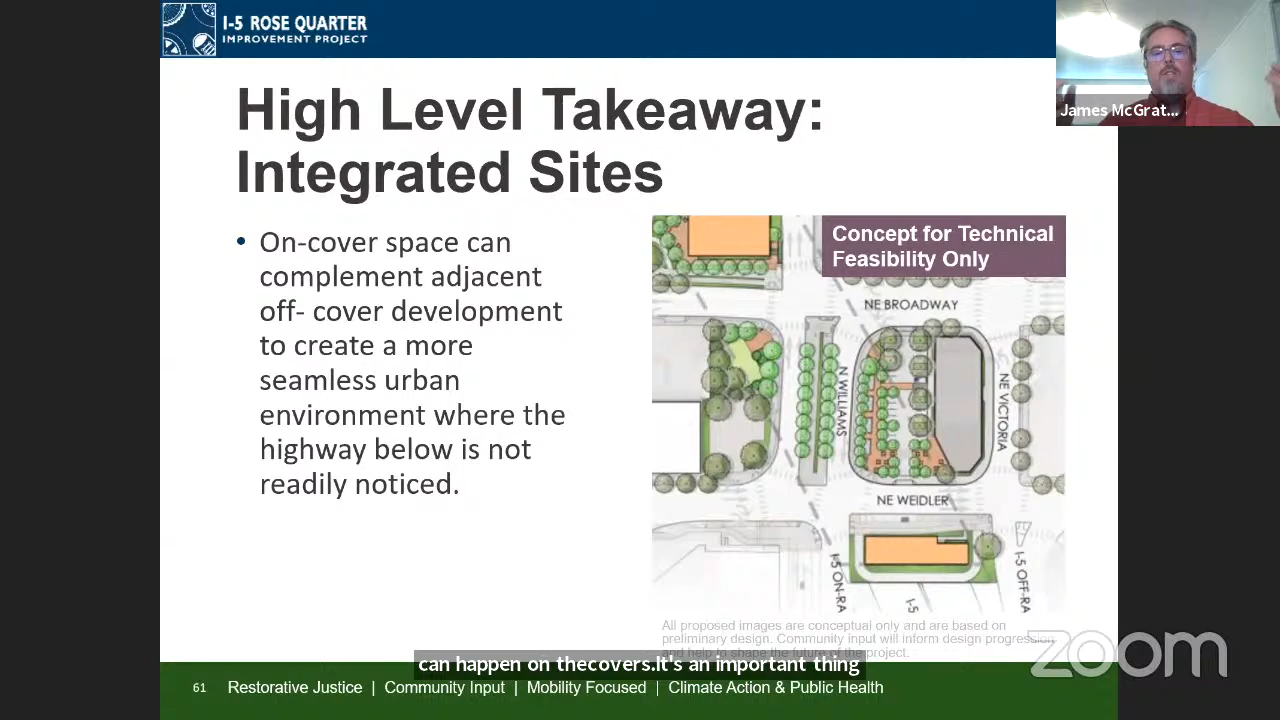 I-5 ROSE QUARTER
IMPROVEMENT PROJECT
James McGrat...
High Level Takeaway:
Integrated Sites
• On-cover space can
complement adjacent
off- cover development
to create a more
seamless urban
environment where the
highway below is not
readily noticed.
Concept for Technical
Feasibility Only
NE BROADWAY
N WILLIAMS
NE VICTORIA
NE WEIDLER
I-5 ON-RA
I-5
I-5 OFF-RA
All proposed images are conceptual only and are based on
preliminary design. Community input will inform design progression
and help to shape the future of the project.
zoom
can happen on thecovers.It's an important thing
61 Restorative Justice | Community Input | Mobility Focused | Climate Action & Public Health